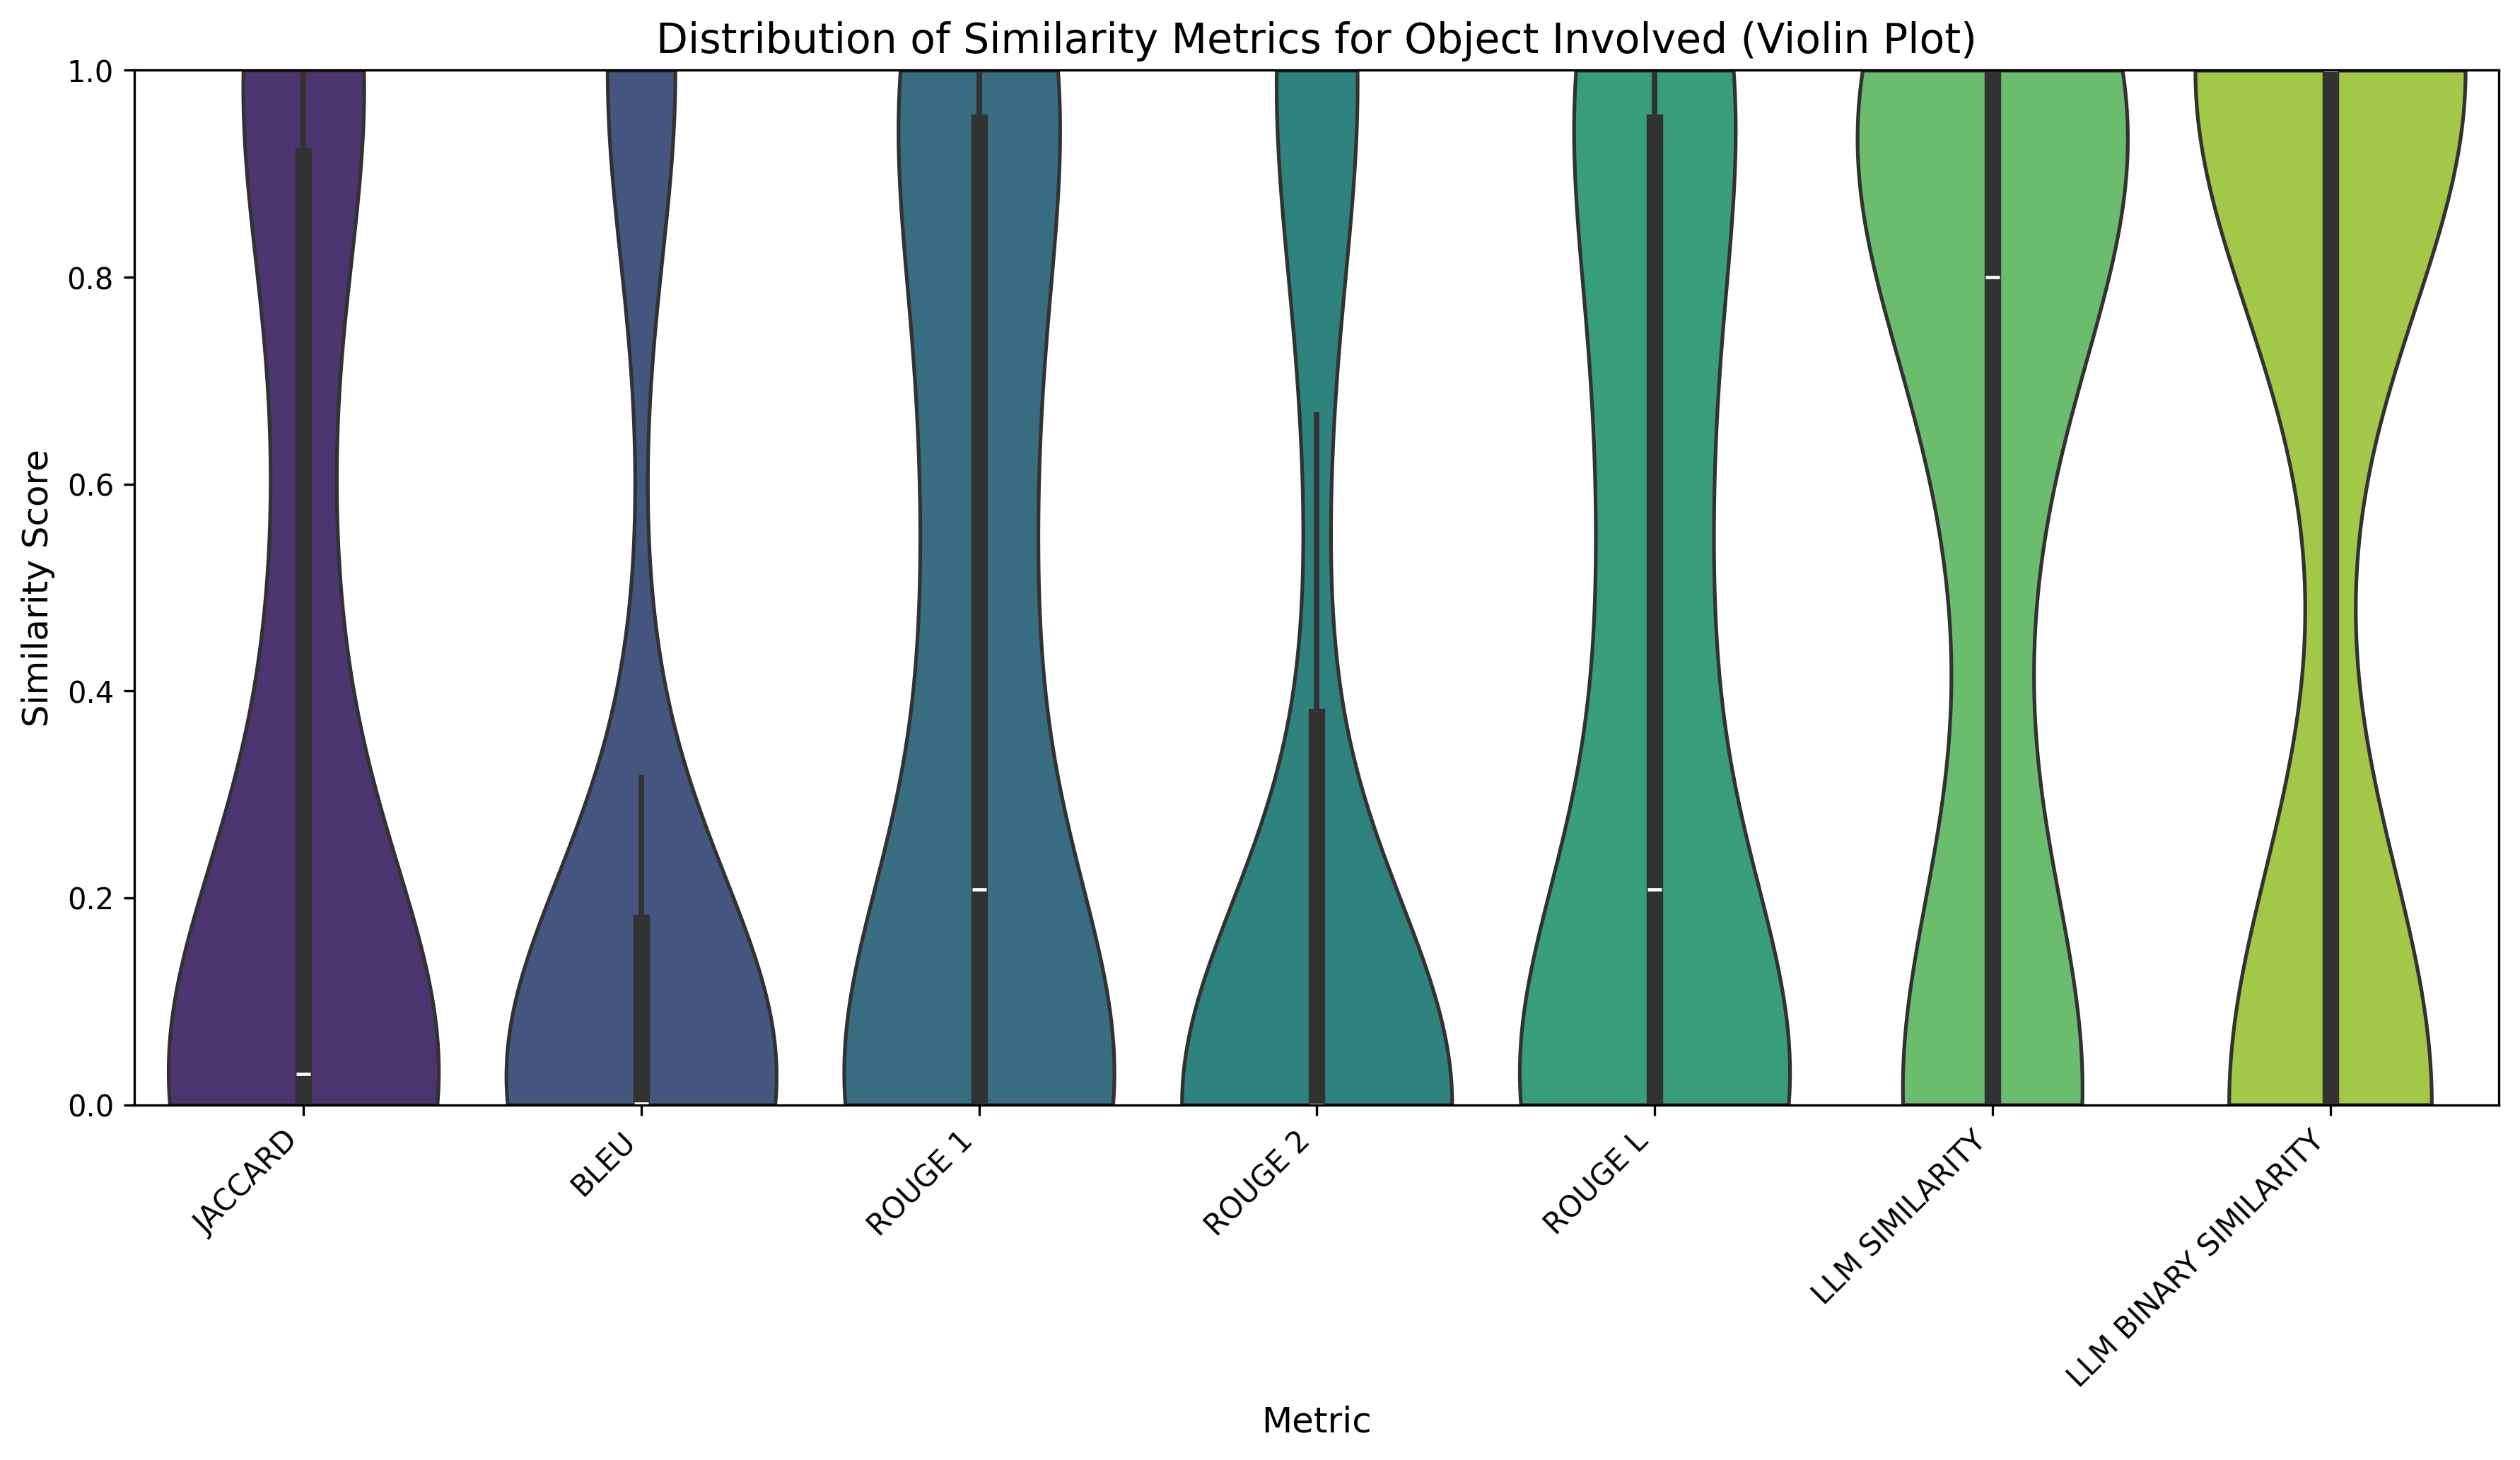 Distribution of Similarity Metrics for Object Involved (Violin Plot)
1.0
0.8
0.6
0.4
0.2
0.0
Similarity Score
JACCARD
BLEU
ROUGE 1
ROUGE 2
ROUGE L
LLM SIMILARITY
LLM BINARY SIMILARITY
Metric